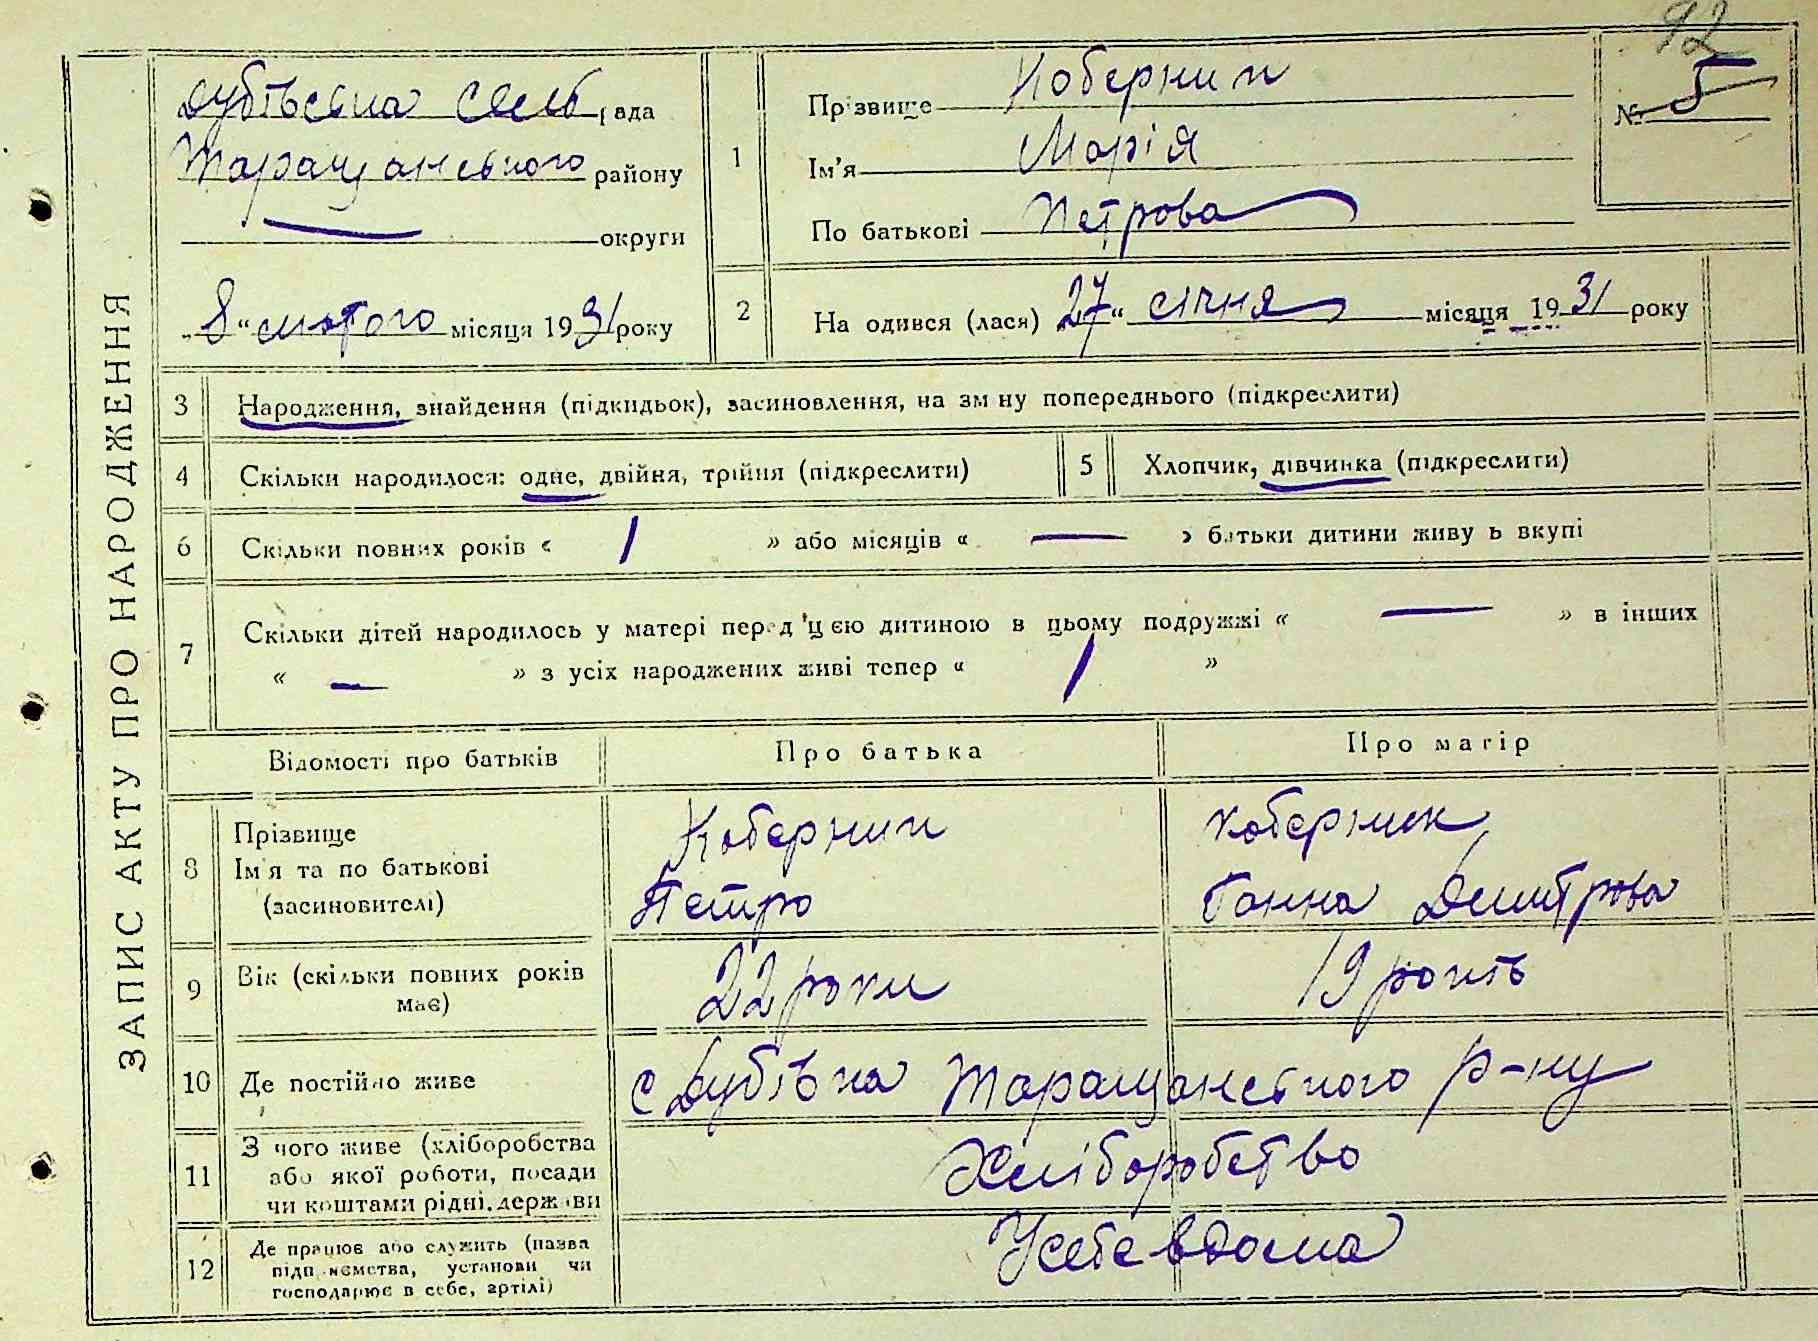 92
ЗАПИС АКТУ ПРО НАРОДЖЕННЯ
Дубівська сільрада
Таращанського району
— округи
„8“ лютого місяця 1931 року
1
Прізвище Коберник
Ім'я Марія
По батькові Петрова
№ 5
2
Народився (лася) 27“ січня місяця 1931 року
3 Народження, знайдення (підкидьок), засиновлення, на зміну попереднього (підкреслити)
4 Скільки народилося: одне, двійня, трійня (підкреслити)
5 Хлопчик, дівчинка (підкреслити)
6 Скільки повних років « 1 » або місяців « — » батьки дитини живуть вкупі
7 Скільки дітей народилось у матері перед цією дитиною в цьому подружжі « — » в інших
« — » з усіх народжених живі тепер « 1 »
Відомості про батьків Про батька Про матір
8 Прізвище
Ім'я та по батькові
(засиновителі)
Коберник
Петро
Коберник
Ганна Демитрова
9 Вік (скільки повних років
має)
22 роки
19 років
10 Де постійно живе
с Дубівка Таращанського р-ну
11 З чого живе (хліборобства
або якої роботи, посади
чи коштами рідні, держави
Хліборобство
12 Де працює або служить (назва
підприємства, установи чи
господарює в себе, артілі)
У себе вдома